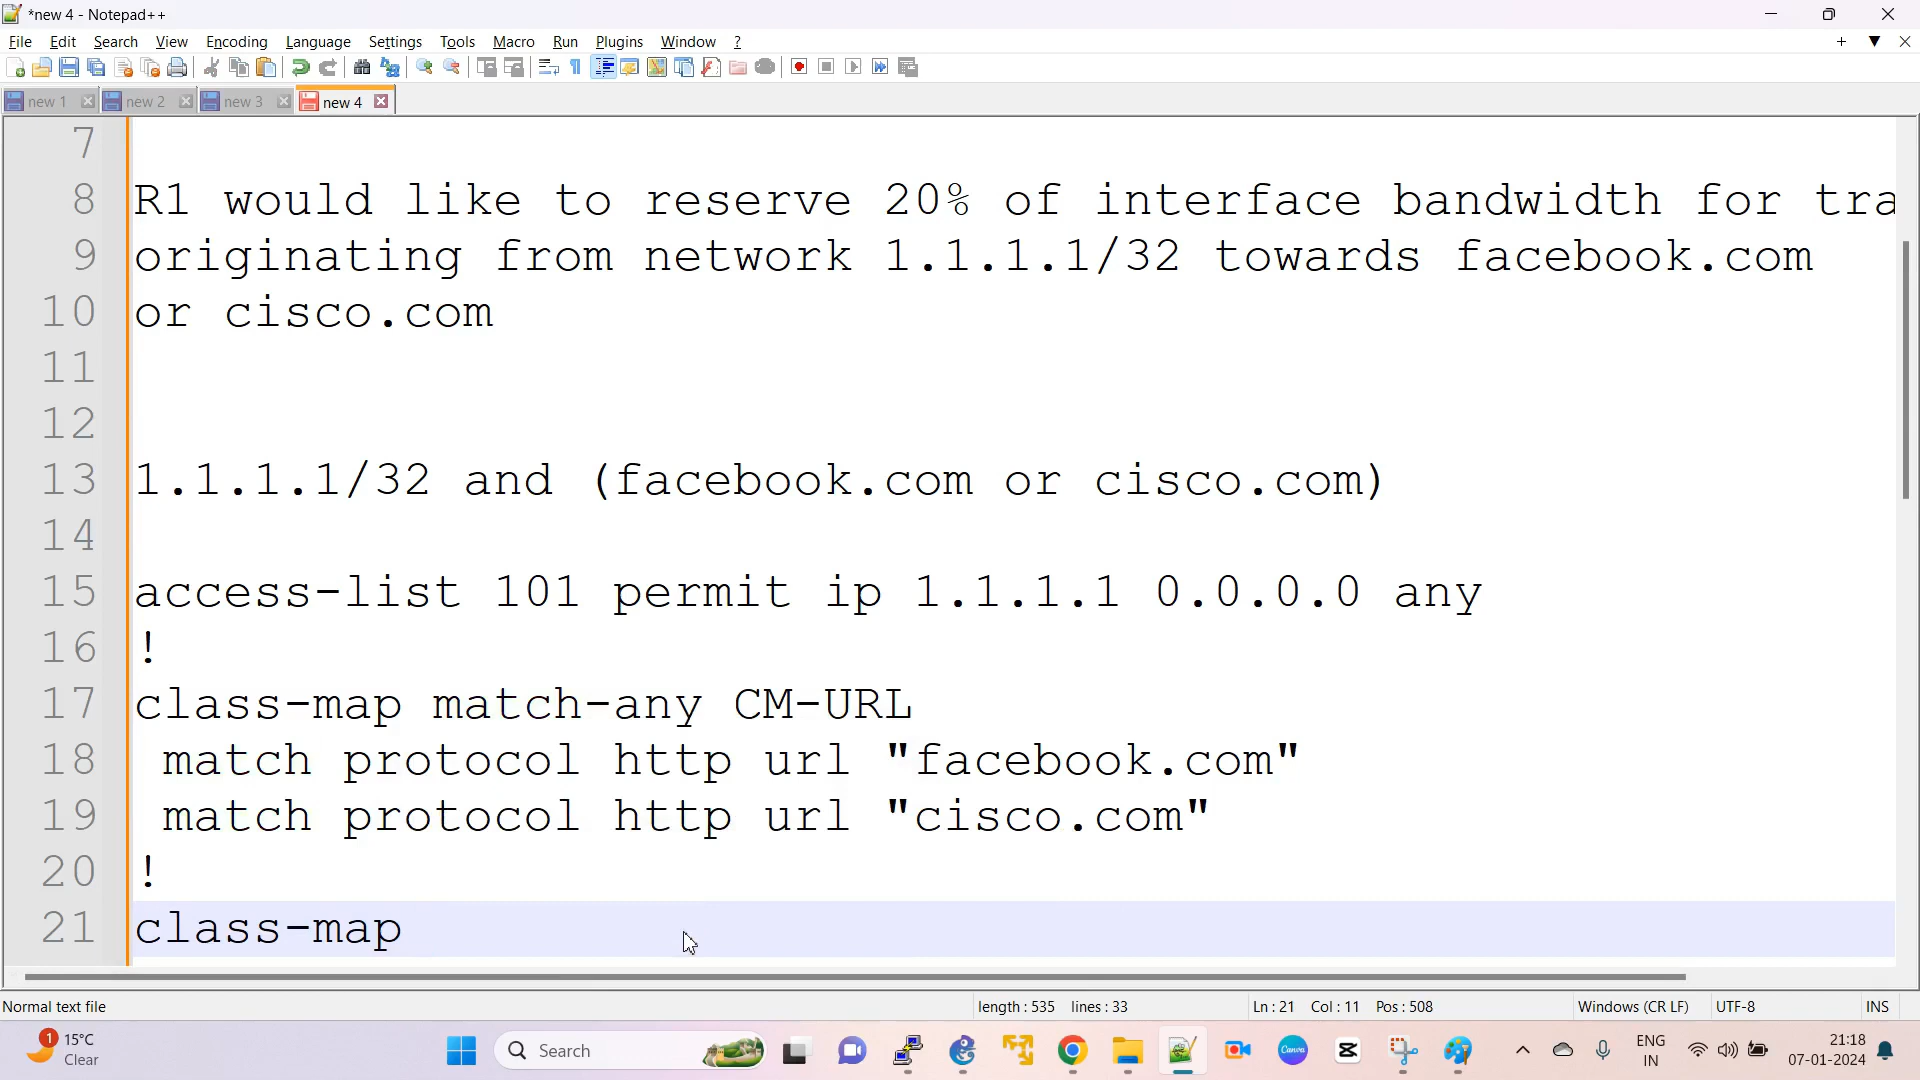 *new 4 - Notepad++
File Edit Search View Encoding Language Settings Tools Macro Run Plugins Window ?
new 1 new 2 new 3 new 4
7
8 R1 would like to reserve 20% of interface bandwidth for tra
9 originating from network 1.1.1.1/32 towards facebook.com
10 or cisco.com
11
12
13 1.1.1.1/32 and (facebook.com or cisco.com)
14
15 access-list 101 permit ip 1.1.1.1 0.0.0.0 any
16 !
17 class-map match-any CM-URL
18 match protocol http url "facebook.com"
19 match protocol http url "cisco.com"
20 !
21 class-map
Normal text file length : 535 lines : 33 Ln : 21 Col : 11 Pos : 508 Windows (CR LF) UTF-8 INS
1 15°C Clear
Search
Canva
ENG IN
21:18
07-01-2024